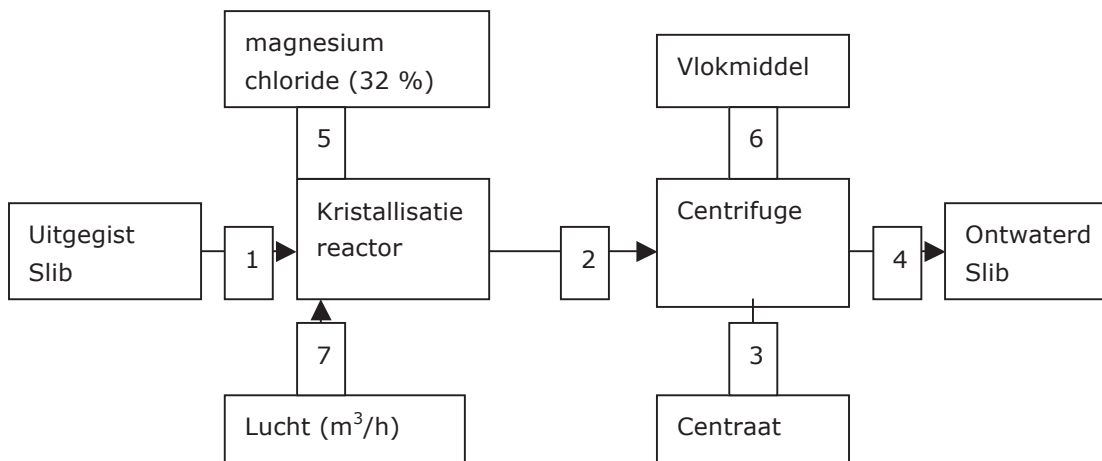 magnesium
chloride (32 %)
Vlokmiddel
5
6
Uitgegist
Slib
1
Kristallisatie
reactor
2
Centrifuge
4
Ontwaterd
Slib
7
3
Lucht (m³/h)
Centraat